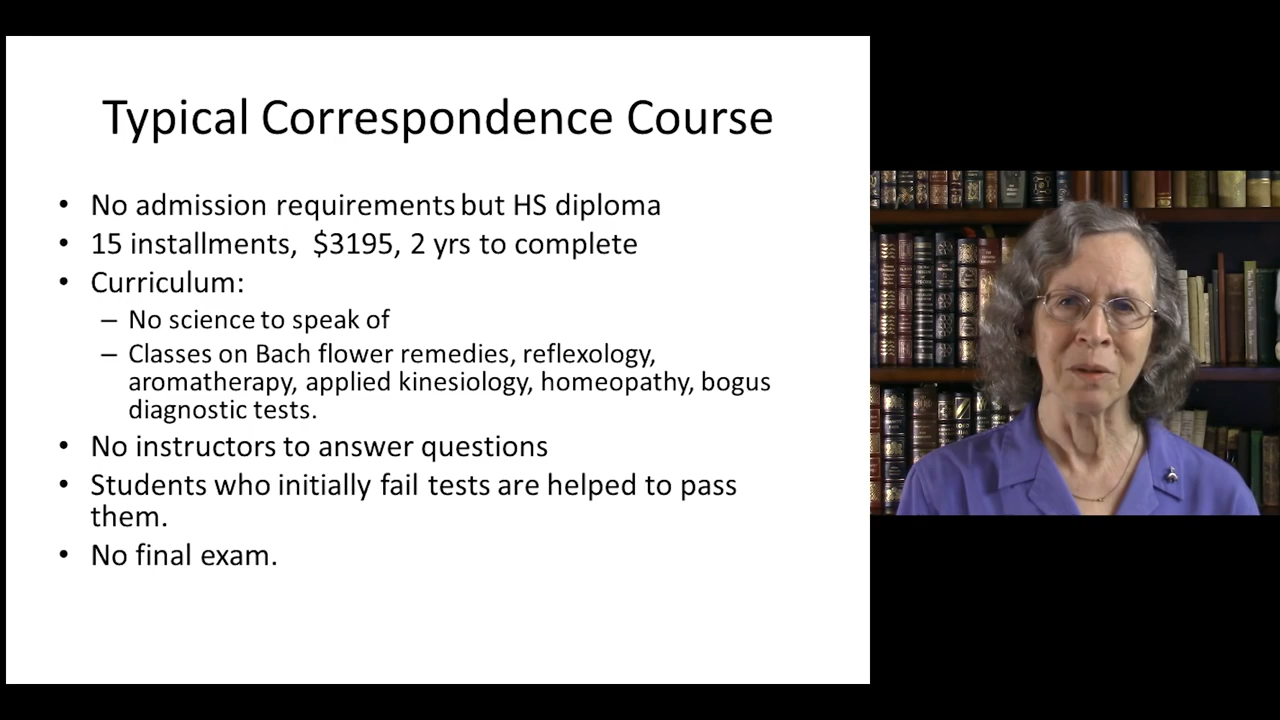 Typical Correspondence Course
• No admission requirements but HS diploma
• 15 installments, $3195, 2 yrs to complete
• Curriculum:
– No science to speak of
– Classes on Bach flower remedies, reflexology,
aromatherapy, applied kinesiology, homeopathy, bogus
diagnostic tests.
• No instructors to answer questions
• Students who initially fail tests are helped to pass
them.
• No final exam.